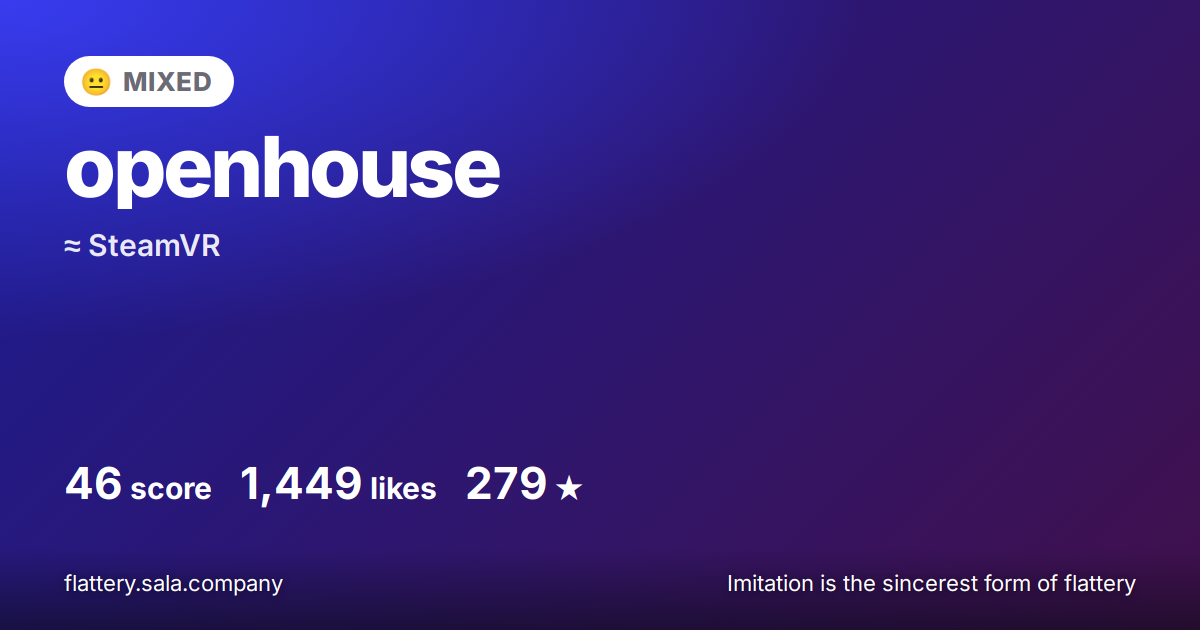 😐 MIXED
openhouse
≈ SteamVR
46 score 1,449 likes 279 ★
flattery.sala.company
Imitation is the sincerest form of flattery